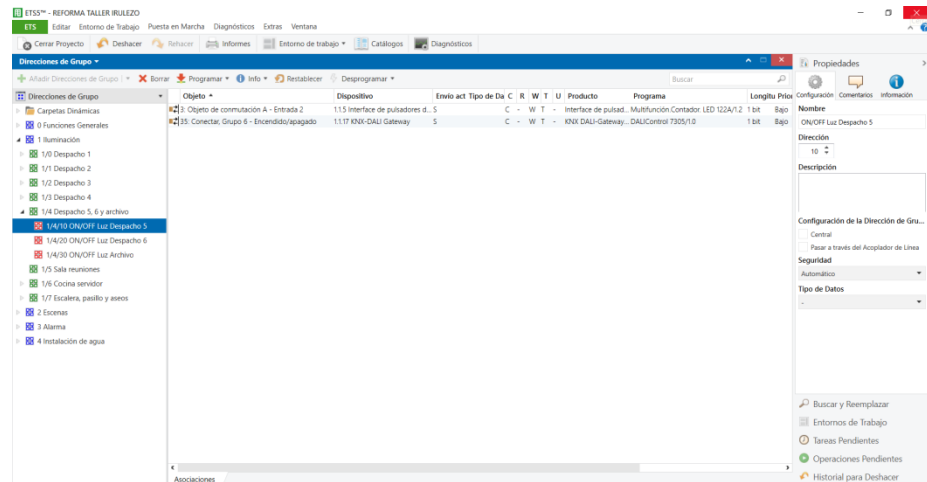 ETS5™ - REFORMA TALLER IRULEZO
ETS Editar Entorno de Trabajo Puesta en Marcha Diagnósticos Extras Ventana
Cerrar Proyecto Deshacer Rehacer Informes Entorno de trabajo Catálogos Diagnósticos
Direcciones de Grupo
Añadir Direcciones de Grupo Borrar Programar Info Restablecer Desprogramar Buscar
Direcciones de Grupo
Carpetas Dinámicas
0 Funciones Generales
1 Iluminación
1/0 Despacho 1
1/1 Despacho 2
1/2 Despacho 3
1/3 Despacho 4
1/4 Despacho 5, 6 y archivo
1/4/10 ON/OFF Luz Despacho 5
1/4/20 ON/OFF Luz Despacho 6
1/4/30 ON/OFF Luz Archivo
1/5 Sala reuniones
1/6 Cocina servidor
1/7 Escalera, pasillo y aseos
2 Escenas
3 Alarma
4 Instalación de agua
Objeto Dispositivo Envío act Tipo de Da C R W T U Producto Programa Longitu Prior
3: Objeto de conmutación A - Entrada 2 1.1.5 Interface de pulsadores d... S C - W T - Interface de pulsad... Multifunción.Contador. LED 122A/1.2 1 bit Bajo
35: Conectar, Grupo 6 - Encendido/apagado 1.1.17 KNX-DALI Gateway S C - W T - KNX DALI-Gateway... DALIControl 7305/1.0 1 bit Bajo
Asociaciones
Propiedades
Configuración Comentarios Información
Nombre
ON/OFF Luz Despacho 5
Dirección
10
Descripción
Configuración de la Dirección de Gru...
Central
Pasar a través del Acoplador de Línea
Seguridad
Automático
Tipo de Datos
-
Buscar y Reemplazar
Entornos de Trabajo
Tareas Pendientes
Operaciones Pendientes
Historial para Deshacer